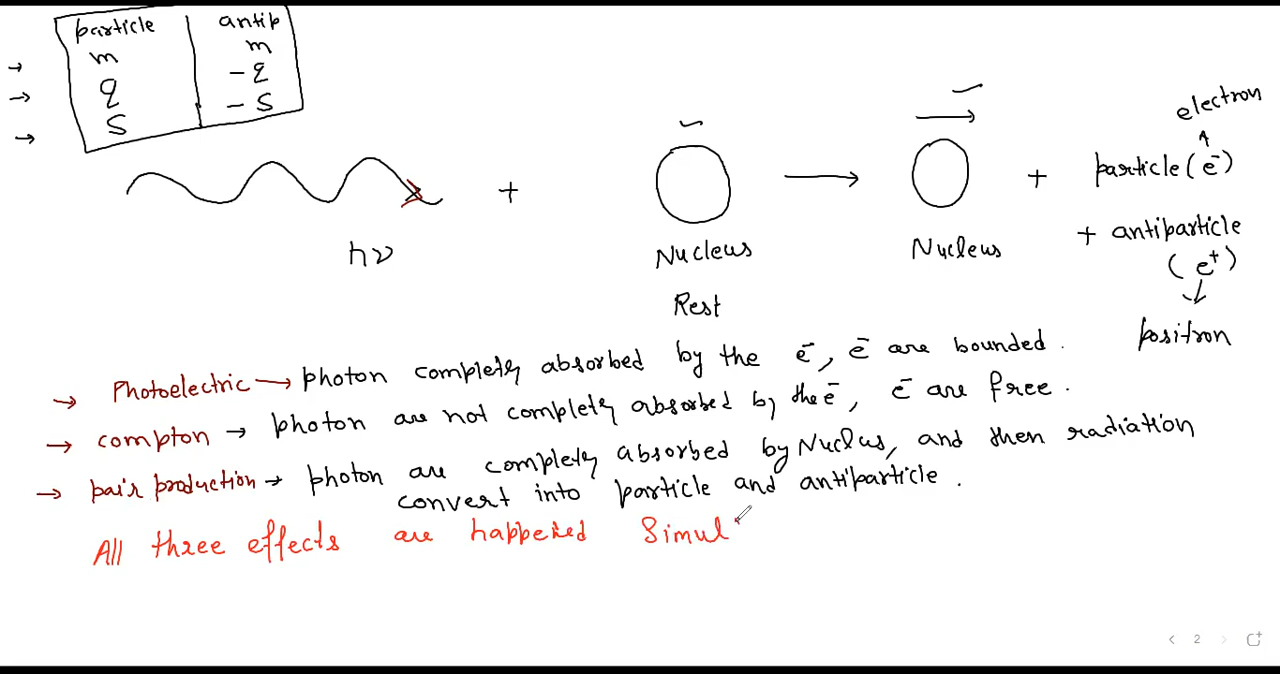 particle antip
m m
q -q
S -S
electron
+ → + particle (e⁻)
+ antiparticle
(e⁺)
hν Nucleus Nucleus
Rest
positron
→ Photoelectric → photon completely absorbed by the e⁻, e⁻ are bounded.
→ compton → photon are not completely absorbed by the e⁻, e⁻ are free.
→ pair production → photon are completely absorbed by Nuclus, and then radiation
convert into particle and antiparticle.
All three effects are happened Simul
2